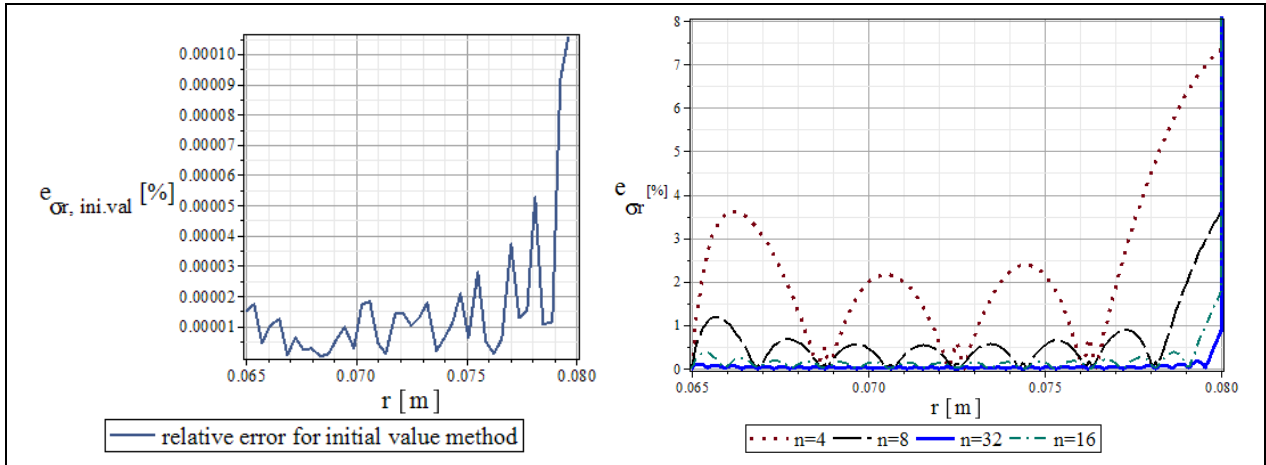 0.00010
0.00009
0.00008
0.00007
0.00006
0.00005
0.00004
0.00003
0.00002
0.00001
e σr, ini.val [%]
0.065 0.070 0.075 0.080
r [ m ]
relative error for initial value method
8
7
6
5
4
3
2
1
0
e σr [%]
0.065 0.070 0.075 0.080
r [ m ]
n=4 n=8 n=32 n=16